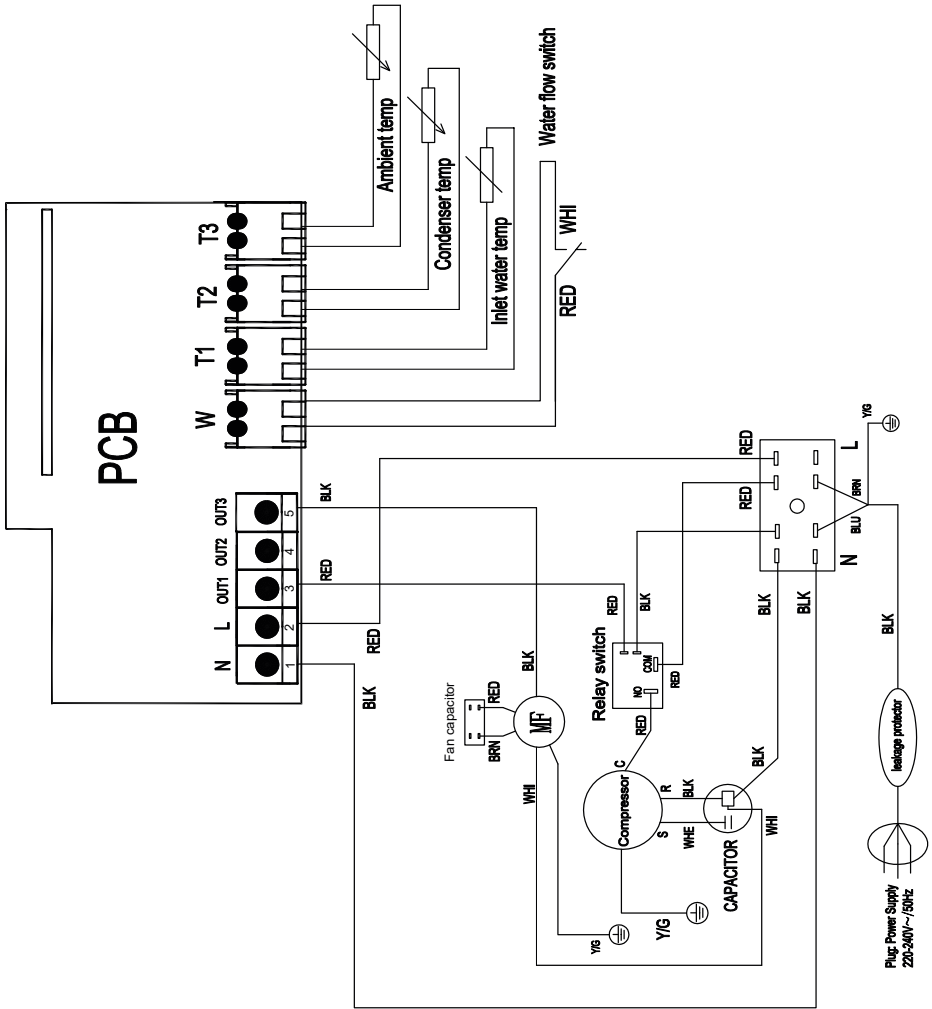 PCB
N
L
OUT1
OUT2
OUT3
W
T1
T2
T3
1
2
3
4
5
Ambient temp
Condenser temp
Inlet water temp
Water flow switch
WHI
RED
BLK
RED
RED
BLK
BLK
Fan capacitor
RED
BRN
MF
BLK
WHI
Y/G
Relay switch
RED
BLK
NO
COM
RED
RED
Compressor
C
R
S
BLK
WHE
CAPACITOR
BLK
WHI
Y/G
RED
RED
BLK
BLK
L
N
BRN
BLU
Y/G
BLK
leakage protector
Plug: Power Supply
220-240V~/50Hz